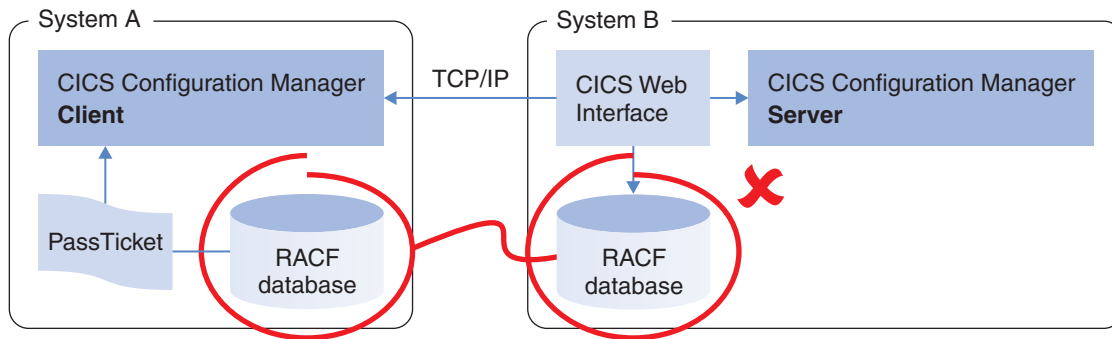 System A
System B
CICS Configuration Manager
Client
TCP/IP
CICS Web
Interface
CICS Configuration Manager
Server
PassTicket
RACF
database
RACF
database